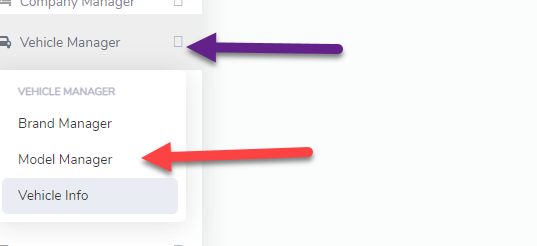 Company Manager
Vehicle Manager
VEHICLE MANAGER
Brand Manager
Model Manager
Vehicle Info